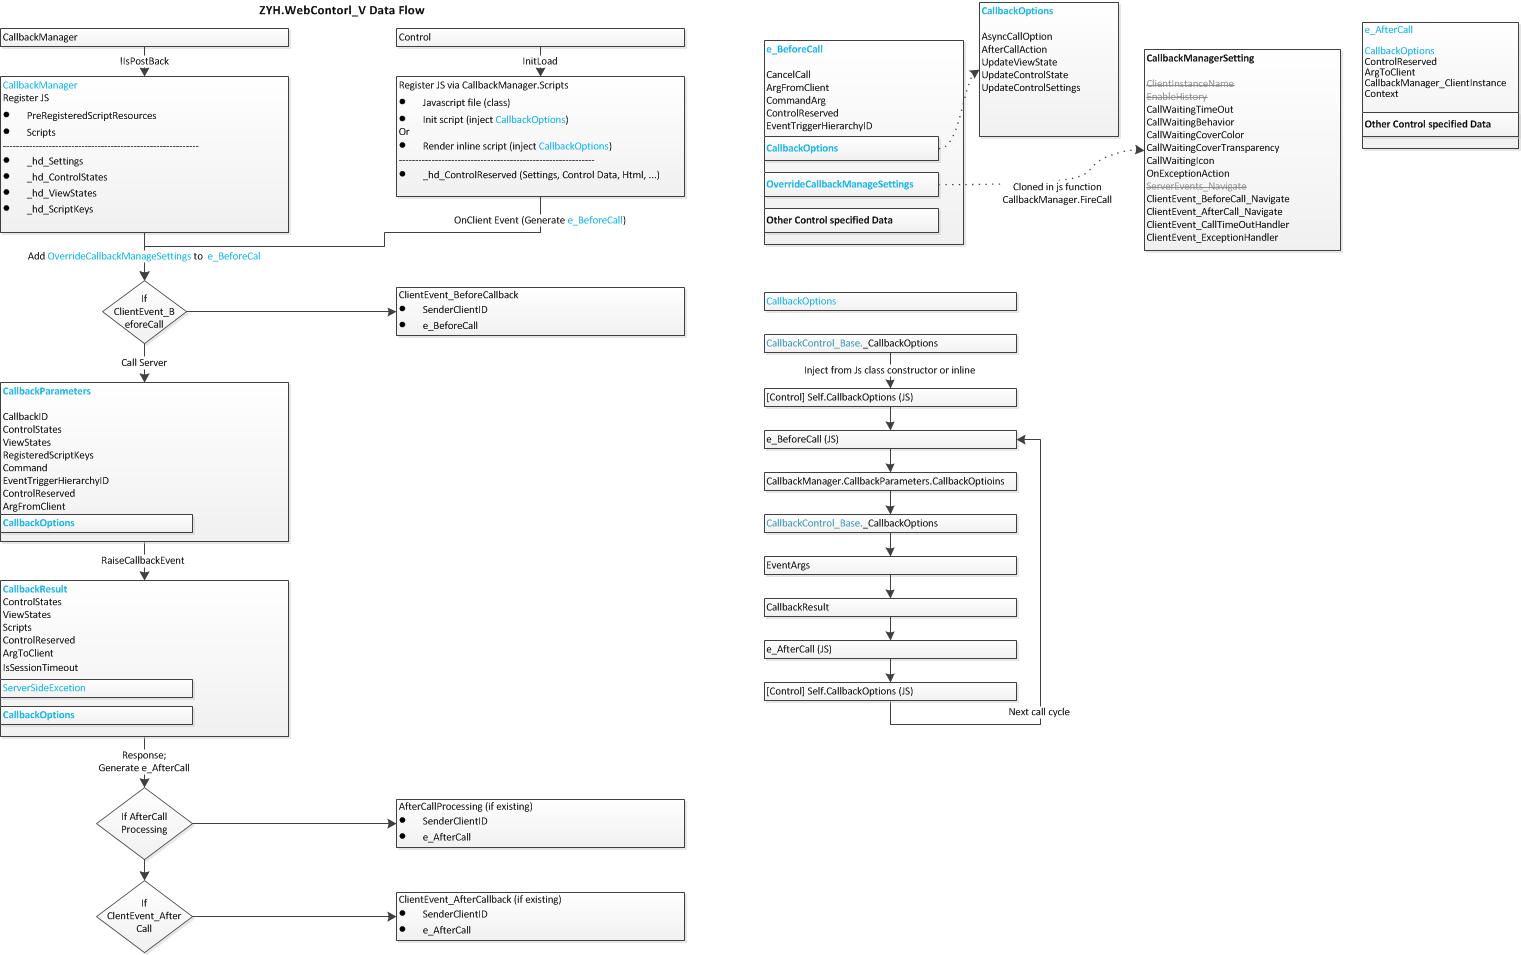 ZYH.WebContorl_V Data Flow
CallbackManager
!IsPostBack
CallbackManager
Register JS
PreRegisteredScriptResources
Scripts
_hd_Settings
_hd_ControlStates
_hd_ViewStates
_hd_ScriptKeys
Control
InitLoad
Register JS via CallbackManager.Scripts
Javascript file (class)
Init script (inject CallbackOptions)
Or
Render inline script (inject CallbackOptions)
_hd_ControlReserved (Settings, Control Data, Html, ...)
OnClient Event (Generate e_BeforeCall)
Add OverrideCallbackManageSettings to e_BeforeCal
If
ClientEvent_B
eforeCall
ClientEvent_BeforeCallback
SenderClientID
e_BeforeCall
Call Server
CallbackParameters
CallbackID
ControlStates
ViewStates
RegisteredScriptKeys
Command
EventTriggerHierarchyID
ControlReserved
ArgFromClient
CallbackOptions
RaiseCallbackEvent
CallbackResult
ControlStates
ViewStates
Scripts
ControlReserved
ArgToClient
IsSessionTimeout
ServerSideExcetion
CallbackOptions
Response;
Generate e_AfterCall
If AfterCall
Processing
AfterCallProcessing (if existing)
SenderClientID
e_AfterCall
If
ClentEvent_After
Call
ClientEvent_AfterCallback (if existing)
SenderClientID
e_AfterCall
e_BeforeCall
CancelCall
ArgFromClient
CommandArg
ControlReserved
EventTriggerHierarchyID
CallbackOptions
OverrideCallbackManageSettings
Other Control specified Data
CallbackOptions
AsyncCallOption
AfterCallAction
UpdateViewState
UpdateControlState
UpdateControlSettings
Cloned in js function
CallbackManager.FireCall
CallbackManagerSetting
ClientInstanceName
EnableHistory
CallWaitingTimeOut
CallWaitingBehavior
CallWaitingCoverColor
CallWaitingCoverTransparency
CallWaitingIcon
OnExceptionAction
ServerEvents_Navigate
ClientEvent_BeforeCall_Navigate
ClientEvent_AfterCall_Navigate
ClientEvent_CallTimeOutHandler
ClientEvent_ExceptionHandler
e_AfterCall
CallbackOptions
ControlReserved
ArgToClient
CallbackManager_ClientInstance
Context
Other Control specified Data
CallbackOptions
CallbackControl_Base._CallbackOptions
Inject from Js class constructor or inline
[Control] Self.CallbackOptions (JS)
e_BeforeCall (JS)
CallbackManager.CallbackParameters.CallbackOptioins
CallbackControl_Base._CallbackOptions
EventArgs
CallbackResult
e_AfterCall (JS)
[Control] Self.CallbackOptions (JS)
Next call cycle